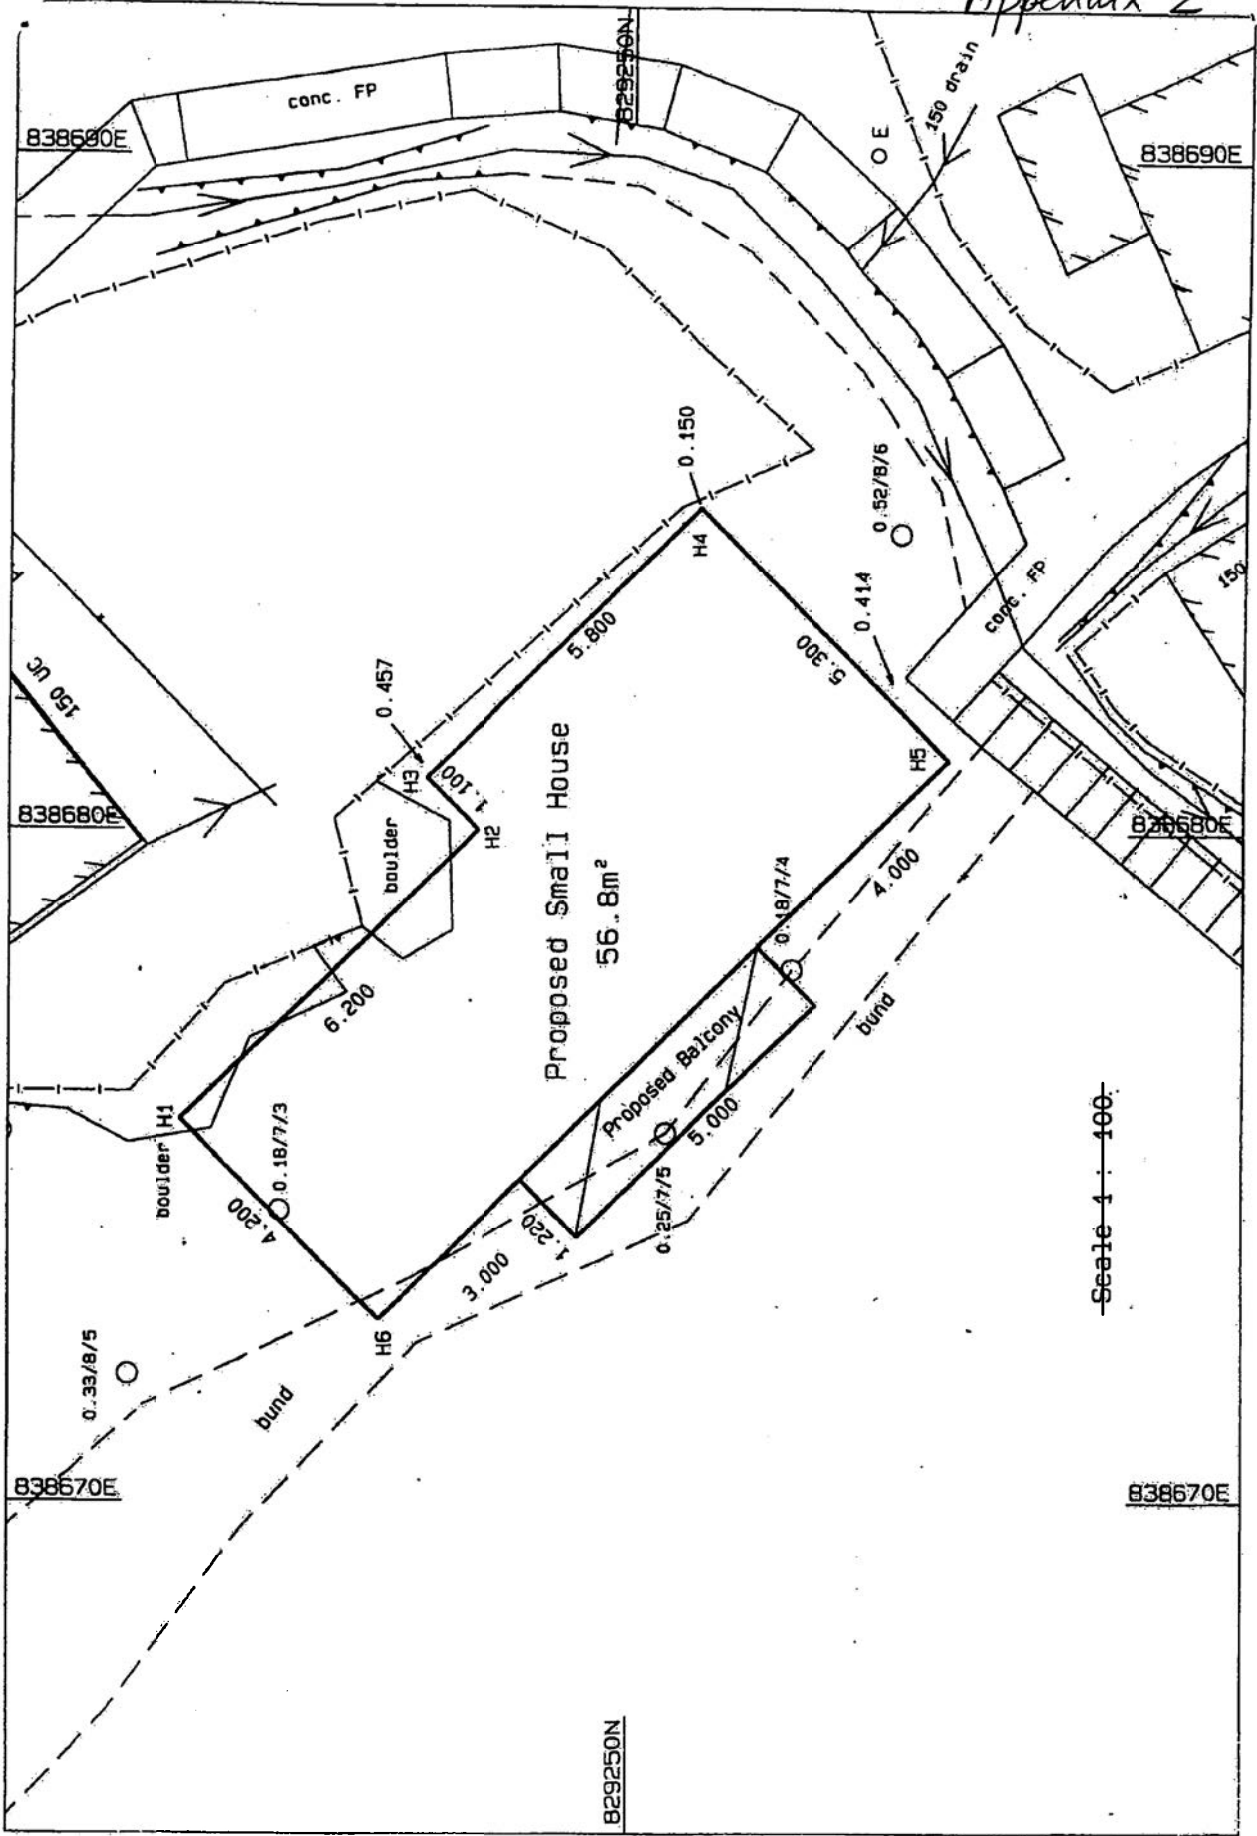 Appendix 2
829250N
conc. FP
838690E
838690E
150 drain
E
0.150
H4
0.52/8/6
150 UC
0.457
5.800
0.414
5.300
conc. FP
150
H3
1.100
H2
H5
838680E
838680E
boulder
Proposed Small House
56.8m²
4.000
0.18/7/4
6.200
Proposed Balcony
bund
H1
boulder
0.18/7/3
4.200
5.000
0.25/7/5
1.220
3.000
H6
Scale 1 : 100
0.33/8/5
bund
838670E
838670E
829250N